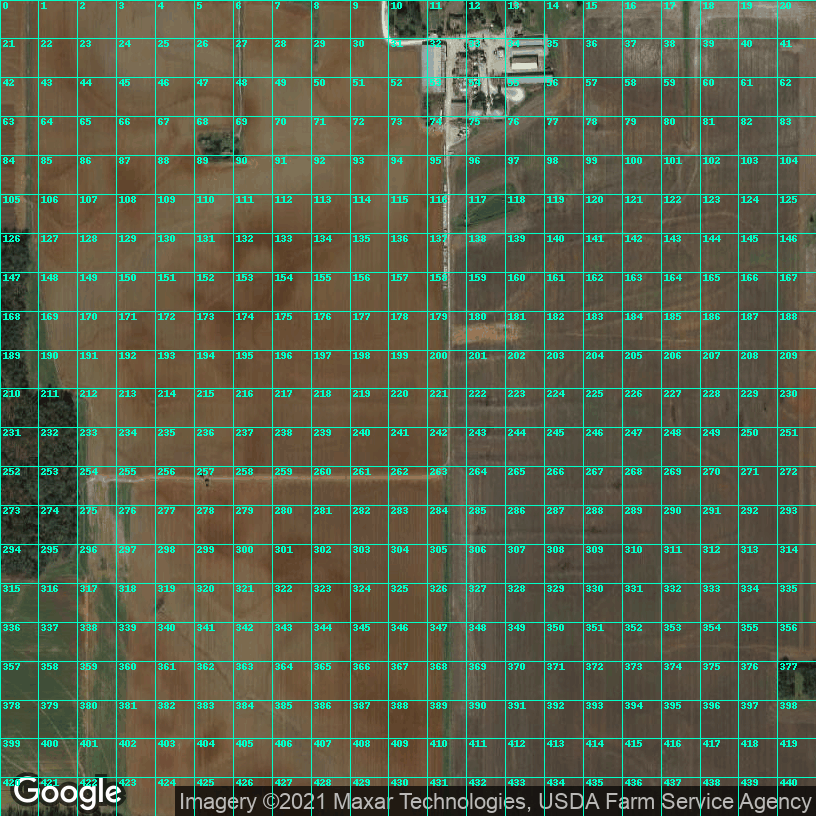 0 1 2 3 4 5 6 7 8 9 10 11 12 13 14 15 16 17 18 19 20
21 22 23 24 25 26 27 28 29 30 31 32 33 34 35 36 37 38 39 40 41
42 43 44 45 46 47 48 49 50 51 52 53 54 55 56 57 58 59 60 61 62
63 64 65 66 67 68 69 70 71 72 73 74 75 76 77 78 79 80 81 82 83
84 85 86 87 88 89 90 91 92 93 94 95 96 97 98 99 100 101 102 103 104
105 106 107 108 109 110 111 112 113 114 115 116 117 118 119 120 121 122 123 124 125
126 127 128 129 130 131 132 133 134 135 136 137 138 139 140 141 142 143 144 145 146
147 148 149 150 151 152 153 154 155 156 157 158 159 160 161 162 163 164 165 166 167
168 169 170 171 172 173 174 175 176 177 178 179 180 181 182 183 184 185 186 187 188
189 190 191 192 193 194 195 196 197 198 199 200 201 202 203 204 205 206 207 208 209
210 211 212 213 214 215 216 217 218 219 220 221 222 223 224 225 226 227 228 229 230
231 232 233 234 235 236 237 238 239 240 241 242 243 244 245 246 247 248 249 250 251
252 253 254 255 256 257 258 259 260 261 262 263 264 265 266 267 268 269 270 271 272
273 274 275 276 277 278 279 280 281 282 283 284 285 286 287 288 289 290 291 292 293
294 295 296 297 298 299 300 301 302 303 304 305 306 307 308 309 310 311 312 313 314
315 316 317 318 319 320 321 322 323 324 325 326 327 328 329 330 331 332 333 334 335
336 337 338 339 340 341 342 343 344 345 346 347 348 349 350 351 352 353 354 355 356
357 358 359 360 361 362 363 364 365 366 367 368 369 370 371 372 373 374 375 376 377
378 379 380 381 382 383 384 385 386 387 388 389 390 391 392 393 394 395 396 397 398
399 400 401 402 403 404 405 406 407 408 409 410 411 412 413 414 415 416 417 418 419
420 421 422 423 424 425 426 427 428 429 430 431 432 433 434 435 436 437 438 439 440
Google
Imagery ©2021 Maxar Technologies, USDA Farm Service Agency